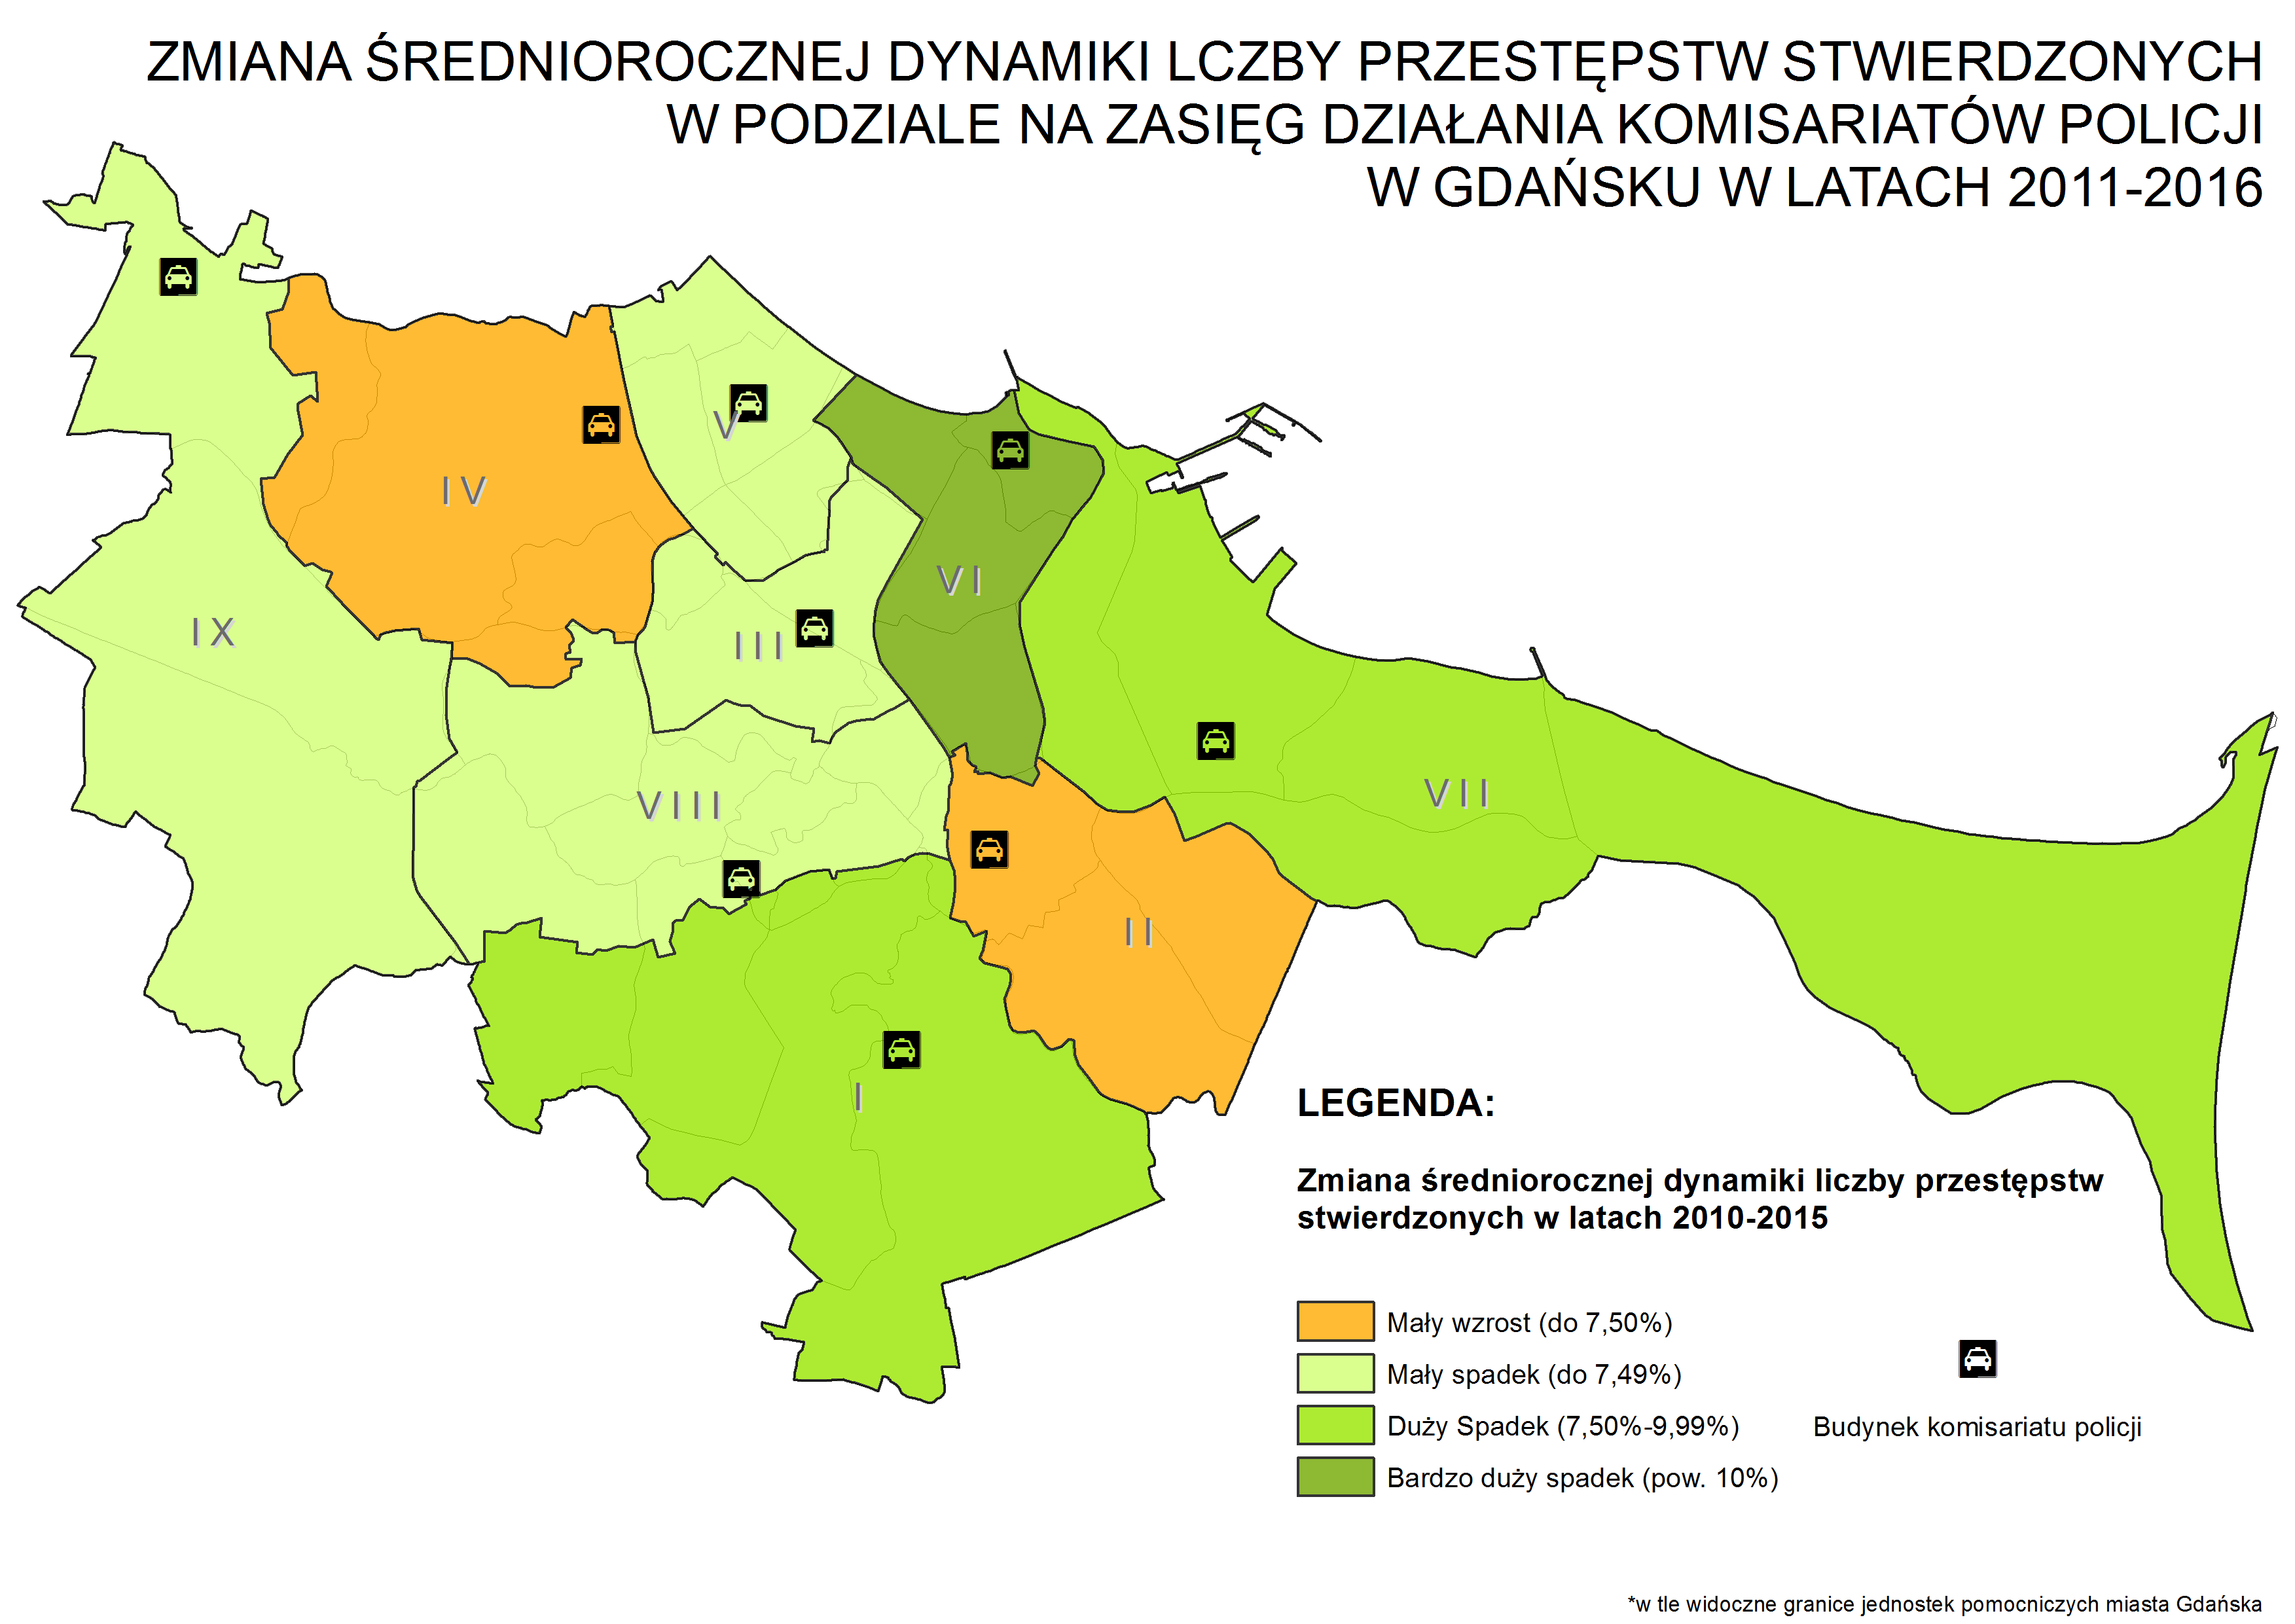 ZMIANA ŚREDNIOROCZNEJ DYNAMIKI LCZBY PRZESTĘPSTW STWIERDZONYCH
W PODZIALE NA ZASIĘG DZIAŁANIA KOMISARIATÓW POLICJI
W GDAŃSKU W LATACH 2011-2016
V
IV
VI
IX
III
VII
VIII
II
I
LEGENDA:
Zmiana średniorocznej dynamiki liczby przestępstw
stwierdzonych w latach 2010-2015
Mały wzrost (do 7,50%)
Mały spadek (do 7,49%)
Duży Spadek (7,50%-9,99%)
Bardzo duży spadek (pow. 10%)
Budynek komisariatu policji
*w tle widoczne granice jednostek pomocniczych miasta Gdańska